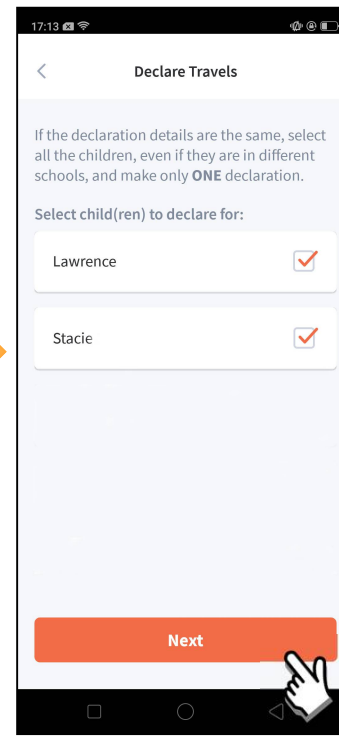 17:13
Declare Travels
If the declaration details are the same, select
all the children, even if they are in different
schools, and make only ONE declaration.
Select child(ren) to declare for:
Lawrence
Stacie
Next